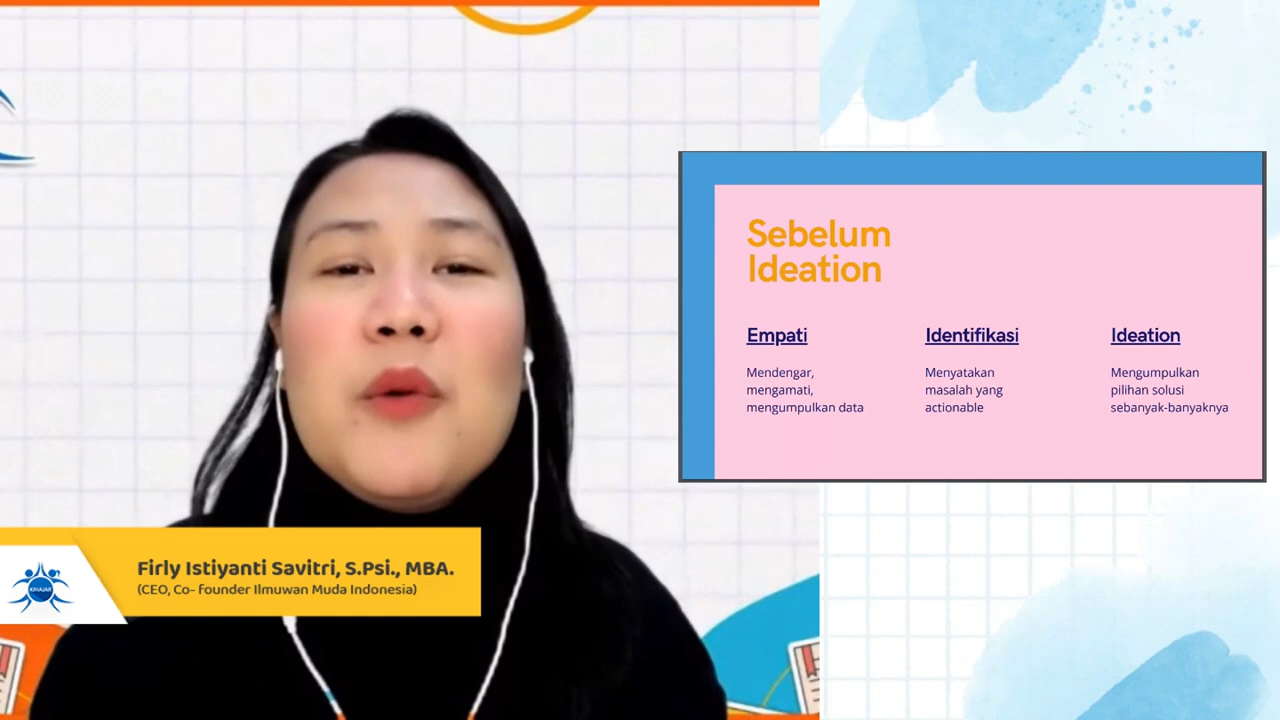 Sebelum
Ideation
Empati
Mendengar,
mengamati,
mengumpulkan data
Identifikasi
Menyatakan
masalah yang
actionable
Ideation
Mengumpulkan
pilihan solusi
sebanyak-banyaknya
Firly Istiyanti Savitri, S.Psi., MBA.
(CEO, Co- founder Ilmuwan Muda Indonesia)
KIHAJAR